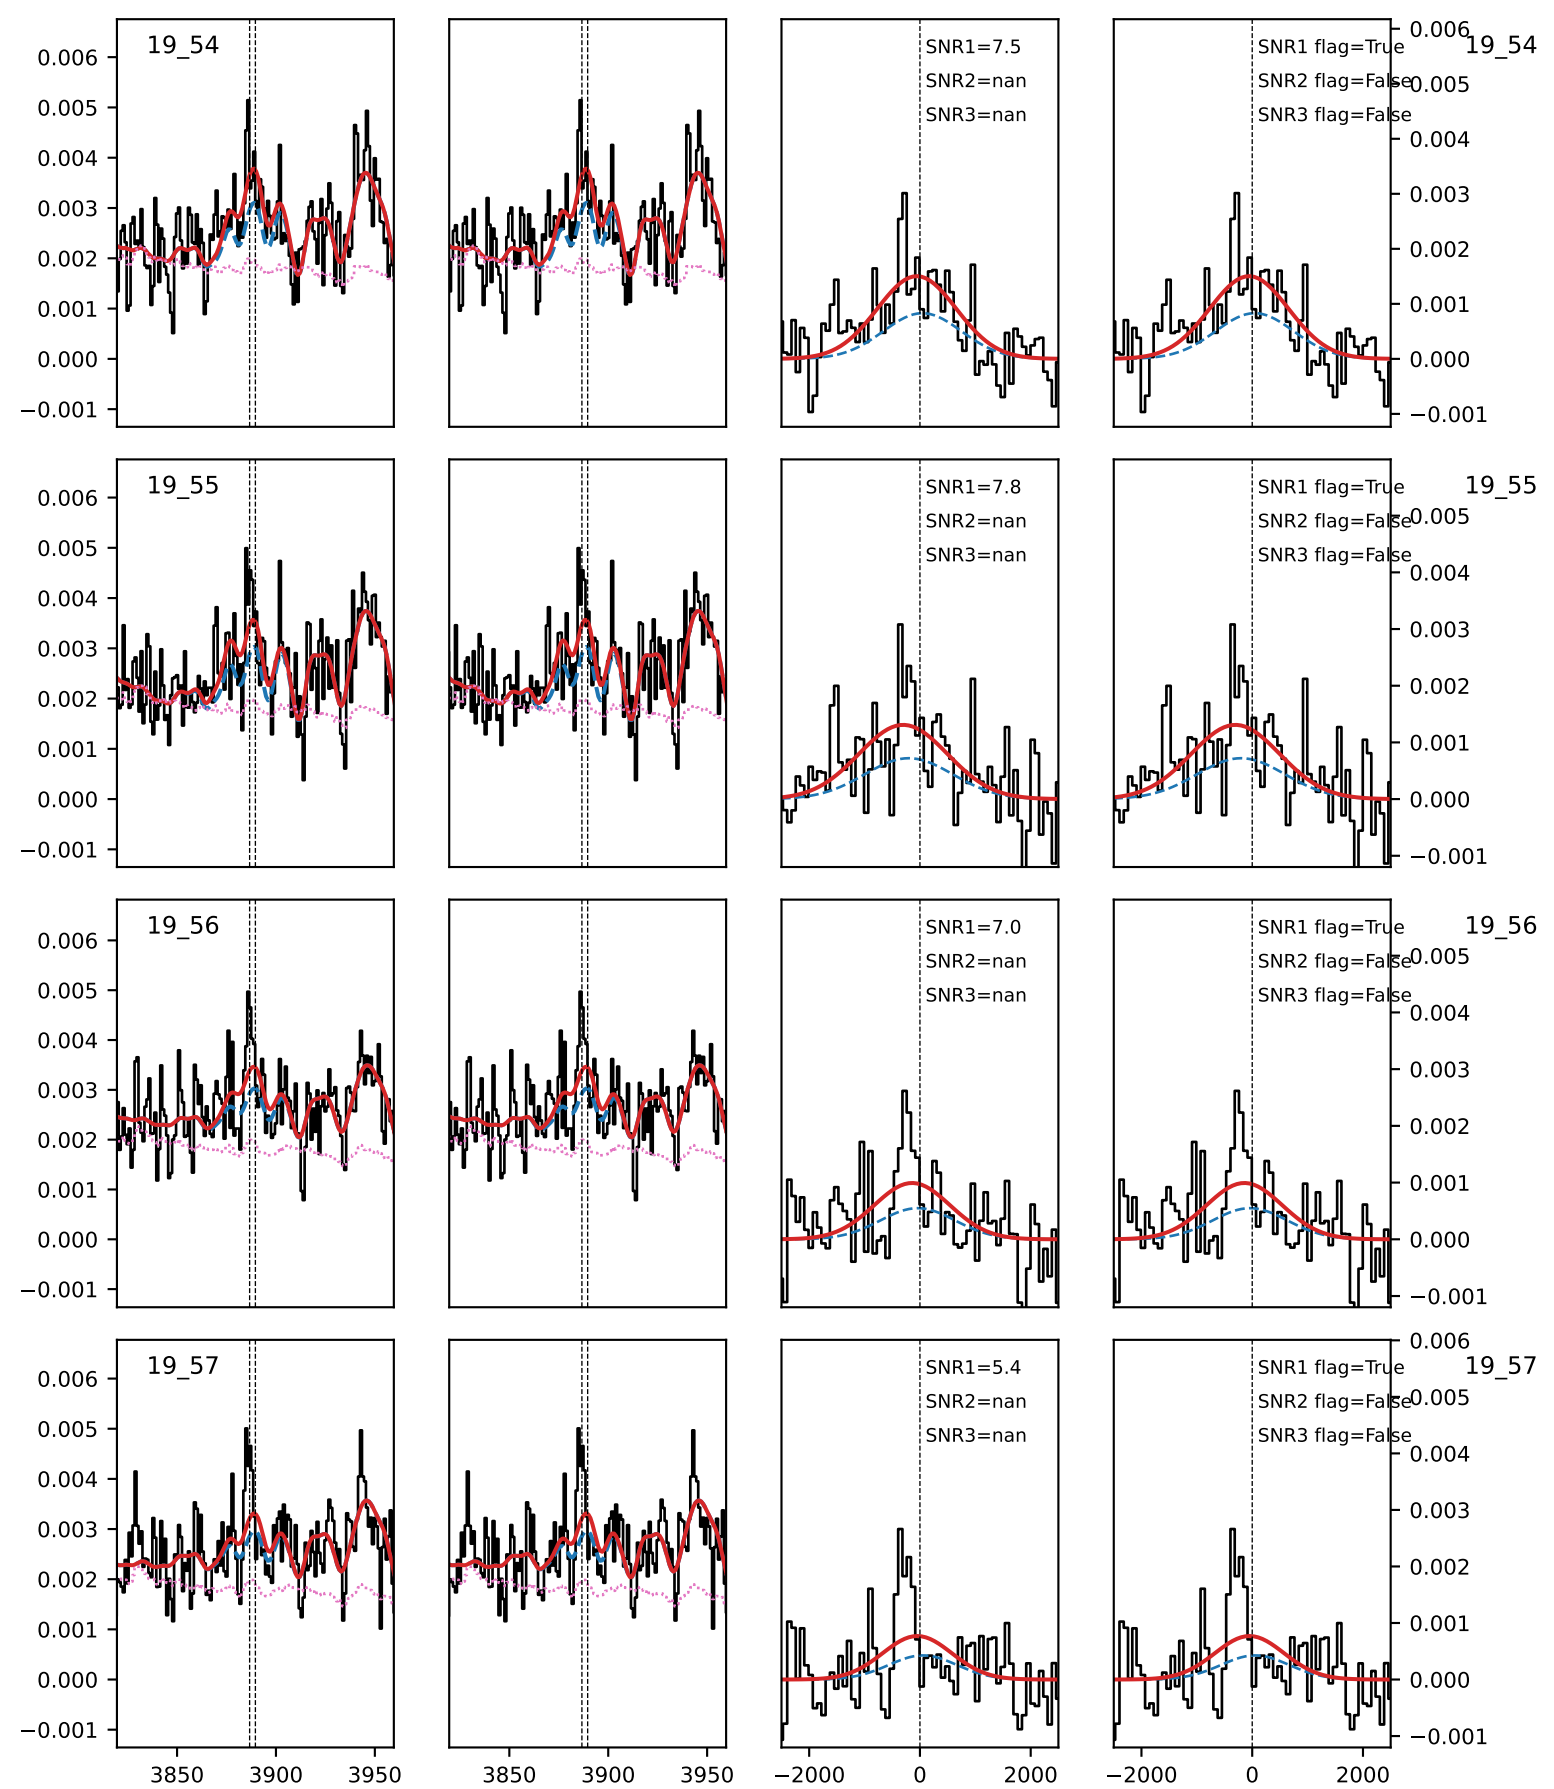 19_54
SNR1=7.5
SNR2=nan
SNR3=nan
SNR1 flag=True
SNR2 flag=False
SNR3 flag=False
19_54
0.006
0.005
0.004
0.003
0.002
0.001
0.000
−0.001
0.006
0.005
0.004
0.003
0.002
0.001
0.000
−0.001
19_55
SNR1=7.8
SNR2=nan
SNR3=nan
SNR1 flag=True
SNR2 flag=False
SNR3 flag=False
19_55
0.006
0.005
0.004
0.003
0.002
0.001
0.000
−0.001
0.005
0.004
0.003
0.002
0.001
0.000
−0.001
19_56
SNR1=7.0
SNR2=nan
SNR3=nan
SNR1 flag=True
SNR2 flag=False
SNR3 flag=False
19_56
0.006
0.005
0.004
0.003
0.002
0.001
0.000
−0.001
0.005
0.004
0.003
0.002
0.001
0.000
−0.001
19_57
SNR1=5.4
SNR2=nan
SNR3=nan
SNR1 flag=True
SNR2 flag=False
SNR3 flag=False
19_57
0.006
0.005
0.004
0.003
0.002
0.001
0.000
−0.001
0.006
0.005
0.004
0.003
0.002
0.001
0.000
−0.001
3850 3900 3950
3850 3900 3950
−2000 0 2000
−2000 0 2000